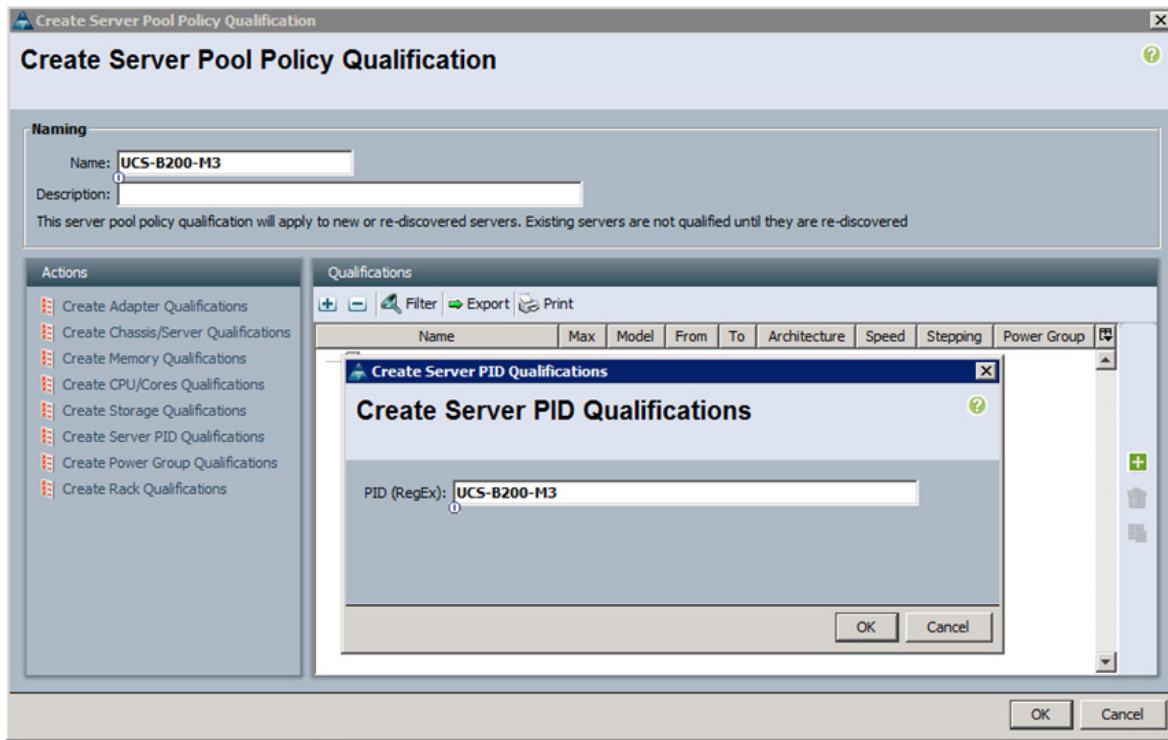 Create Server Pool Policy Qualification
Create Server Pool Policy Qualification
Naming
Name: UCS-B200-M3
Description:
This server pool policy qualification will apply to new or re-discovered servers. Existing servers are not qualified until they are re-discovered
Actions
Create Adapter Qualifications
Create Chassis/Server Qualifications
Create Memory Qualifications
Create CPU/Cores Qualifications
Create Storage Qualifications
Create Server PID Qualifications
Create Power Group Qualifications
Create Rack Qualifications
Qualifications
Filter Export Print
Name Max Model From To Architecture Speed Stepping Power Group
Create Server PID Qualifications
Create Server PID Qualifications
PID (RegEx): UCS-B200-M3
OK Cancel
OK Cancel